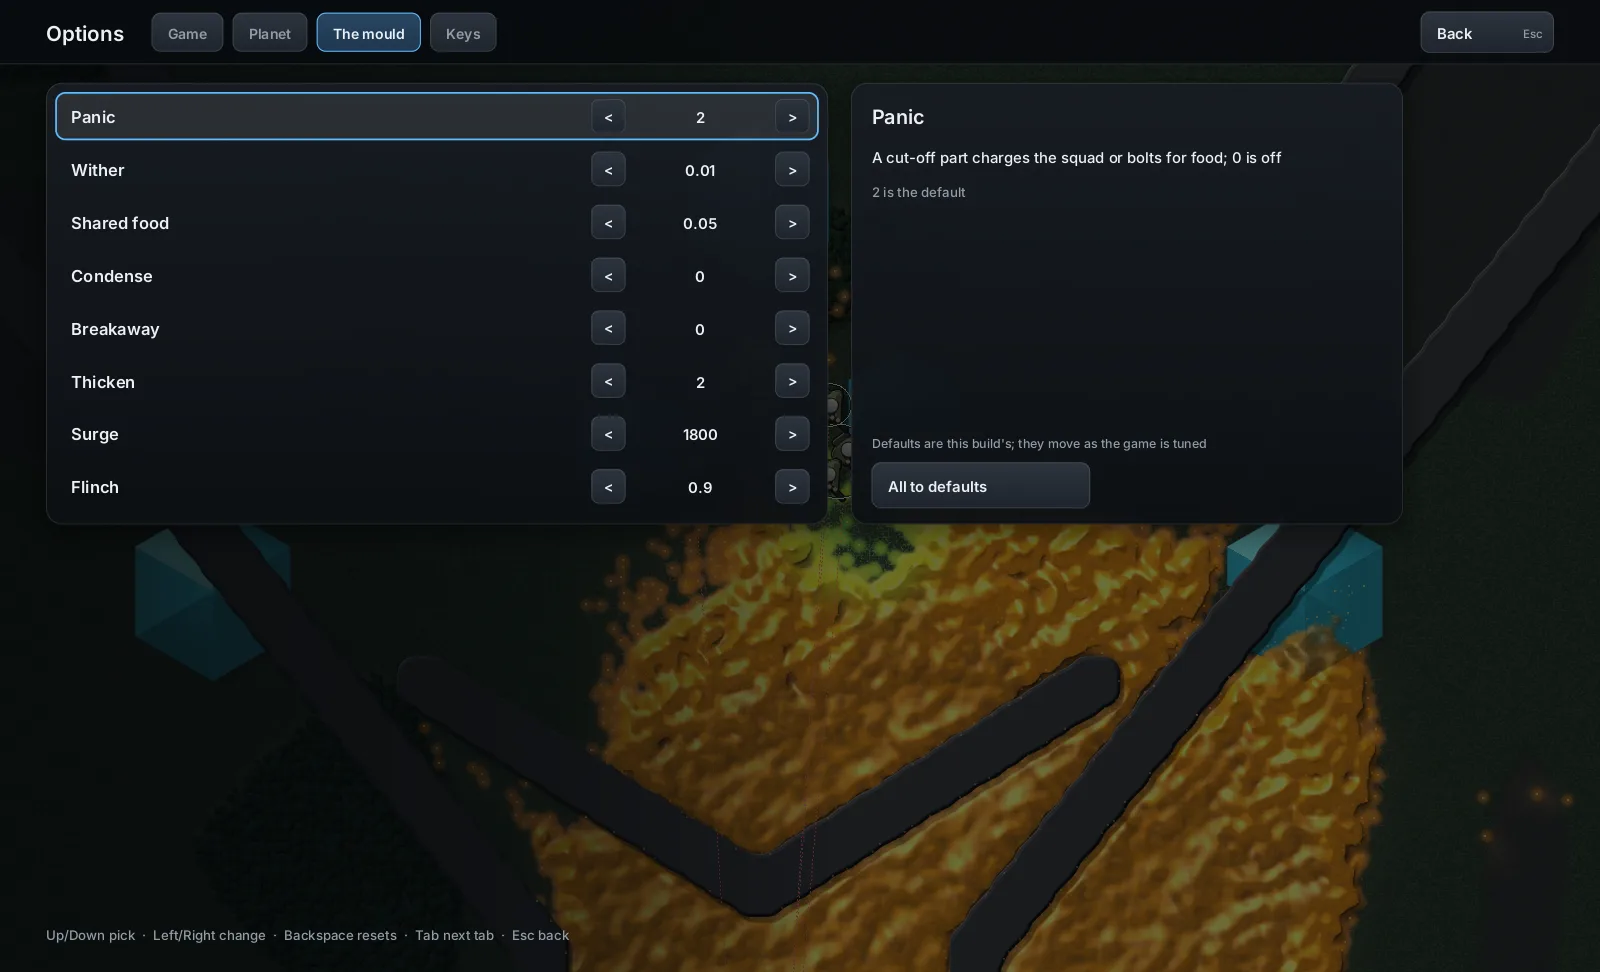 Options Game Planet The mould Keys Back Esc
Panic < 2 >
Wither < 0.01 >
Shared food < 0.05 >
Condense < 0 >
Breakaway < 0 >
Thicken < 2 >
Surge < 1800 >
Flinch < 0.9 >
Panic
A cut-off part charges the squad or bolts for food; 0 is off
2 is the default
Defaults are this build's; they move as the game is tuned
All to defaults
Up/Down pick · Left/Right change · Backspace resets · Tab next tab · Esc back